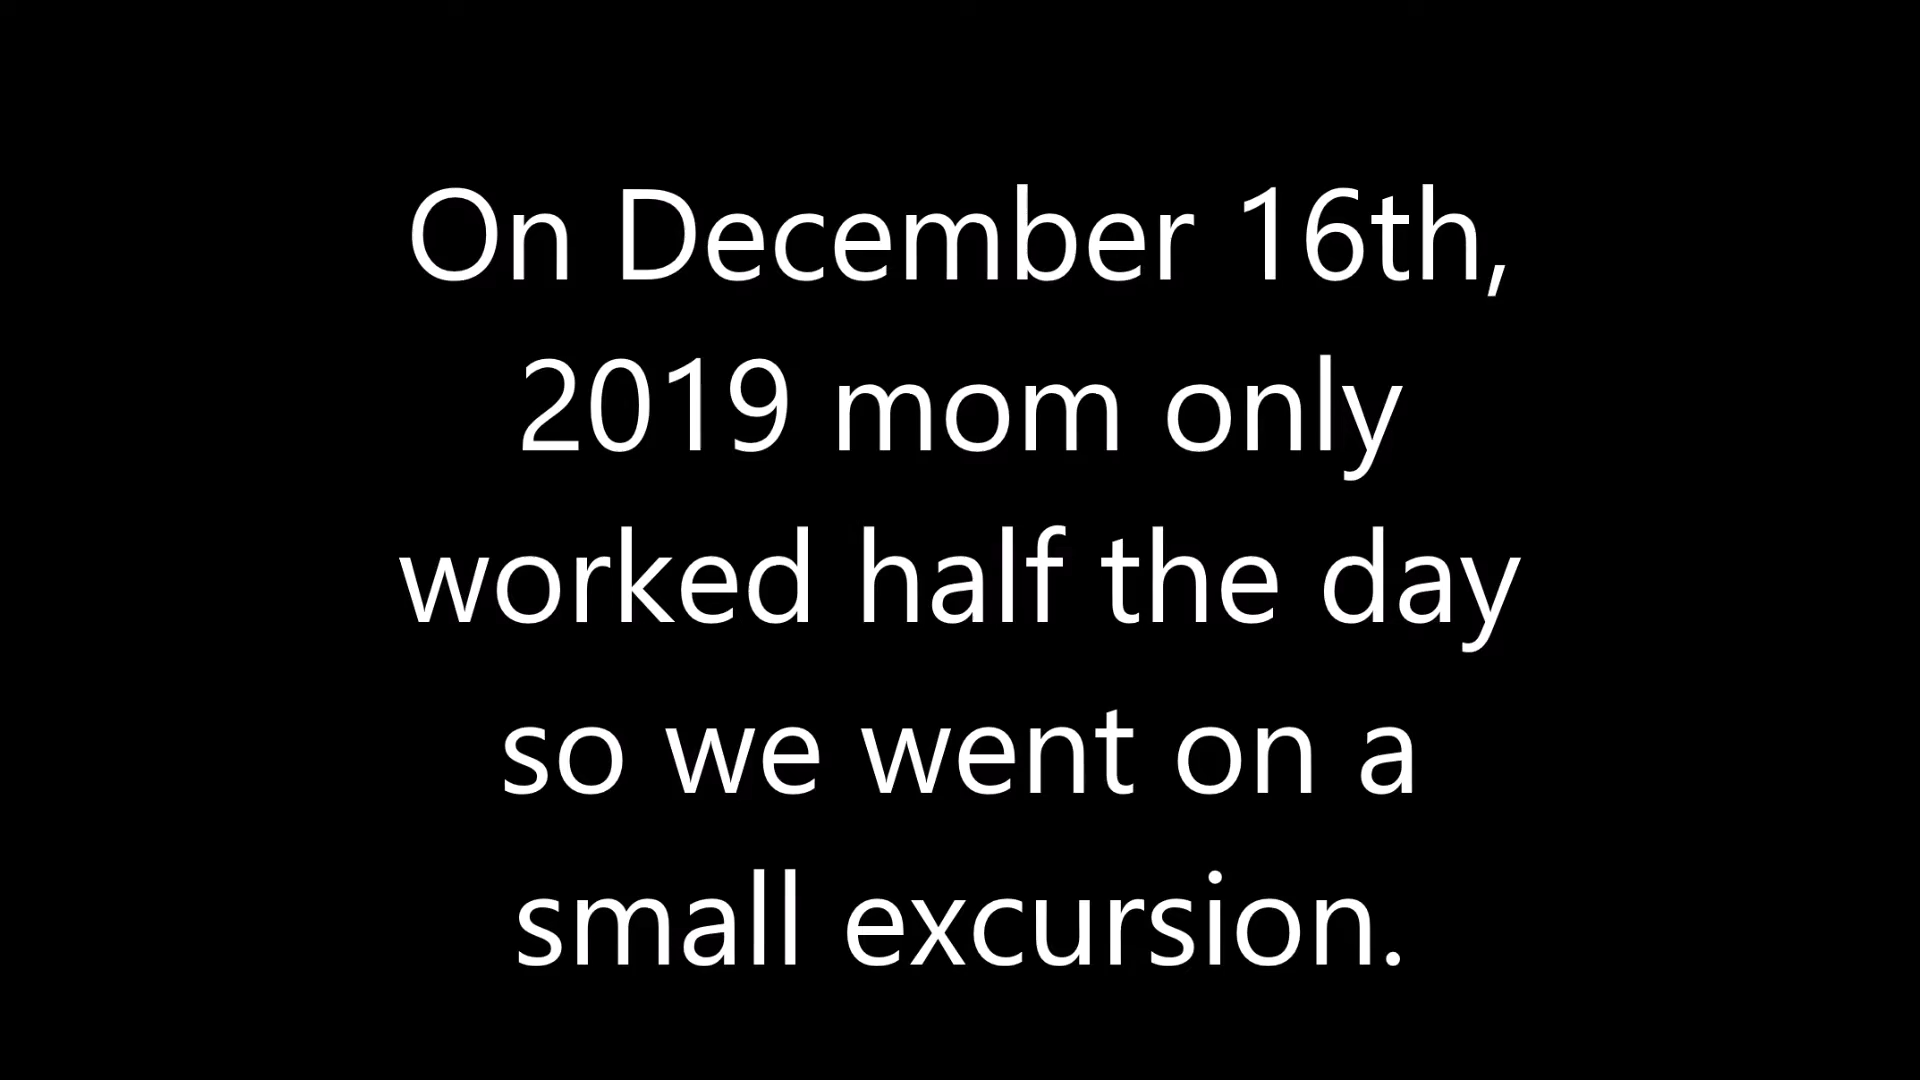 On December 16th,
2019 mom only
worked half the day
so we went on a
small excursion.